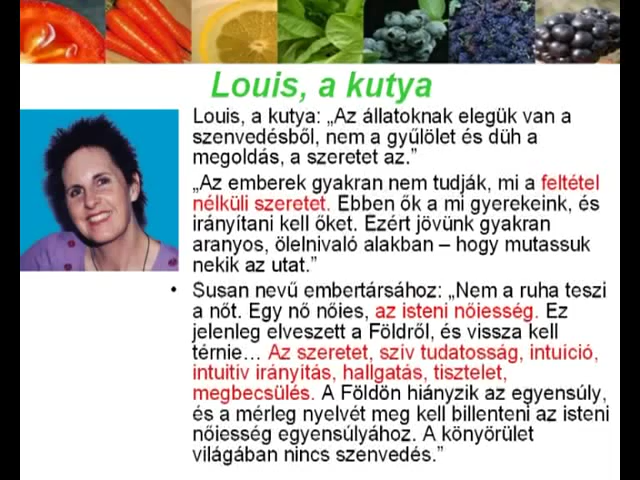 Louis, a kutya
Louis, a kutya: „Az állatoknak elegük van a
szenvedésből, nem a gyűlölet és düh a
megoldás, a szeretet az.”
„Az emberek gyakran nem tudják, mi a feltétel
nélküli szeretet. Ebben ők a mi gyerekeink, és
irányítani kell őket. Ezért jövünk gyakran
aranyos, ölelnivaló alakban – hogy mutassuk
nekik az utat.”
• Susan nevű embertársához: „Nem a ruha teszi
a nőt. Egy nő nőies, az isteni nőiesség. Ez
jelenleg elveszett a Földről, és vissza kell
térnie… Az szeretet, szív tudatosság, intuíció,
intuitív irányítás, hallgatás, tisztelet,
megbecsülés. A Földön hiányzik az egyensúly,
és a mérleg nyelvét meg kell billenteni az isteni
nőiesség egyensúlyához. A könyörület
világában nincs szenvedés.”